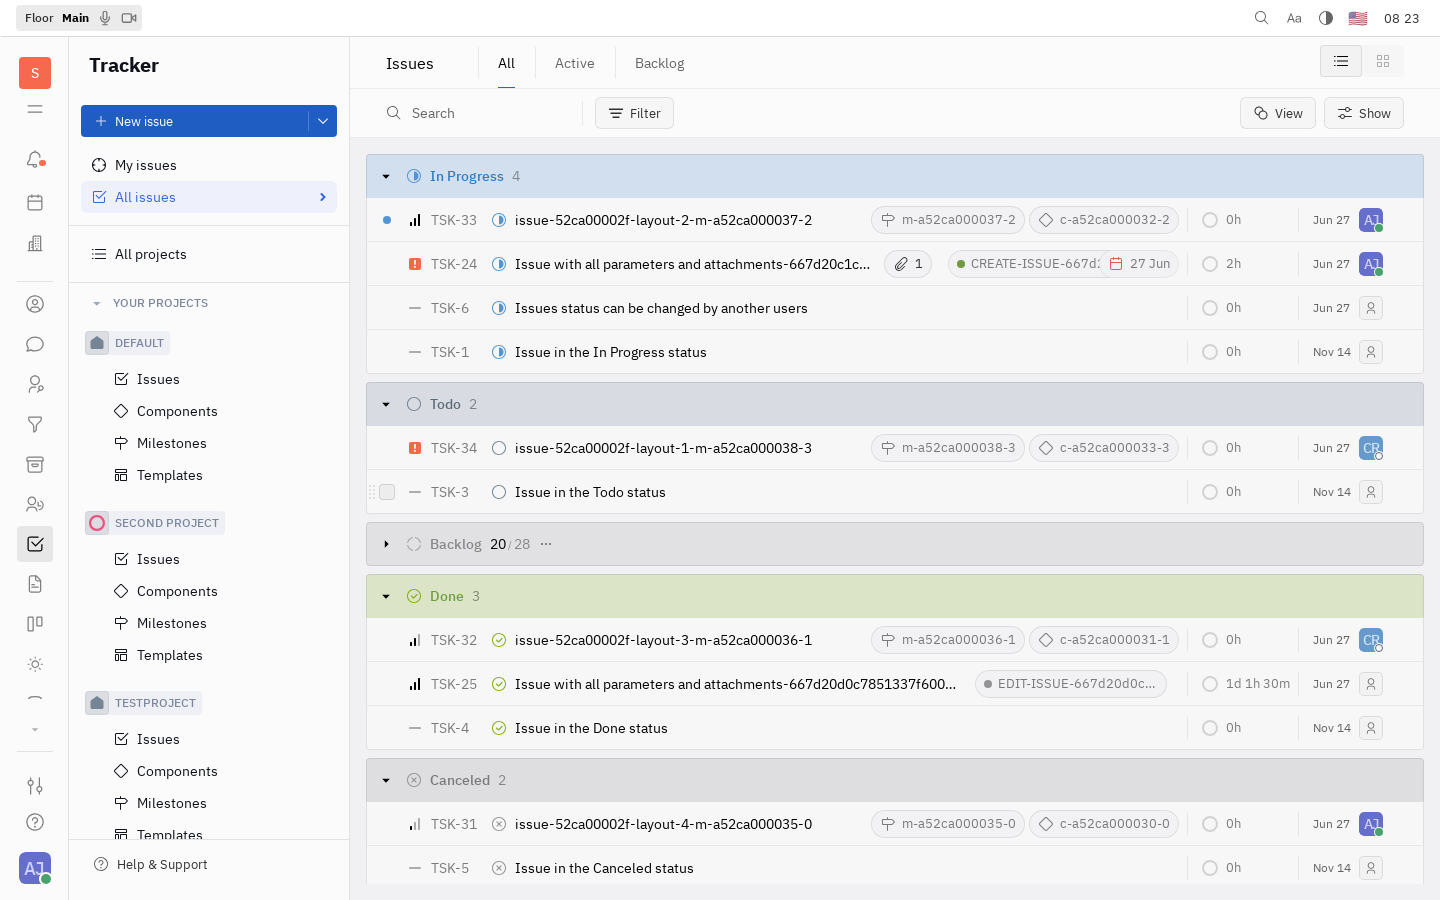 Floor Main
Aa
08 23
S
Tracker
New issue
My issues
All issues
All projects
YOUR PROJECTS
DEFAULT
Issues
Components
Milestones
Templates
SECOND PROJECT
Issues
Components
Milestones
Templates
TESTPROJECT
Issues
Components
Milestones
Templates
Help & Support
AJ
Issues
All
Active
Backlog
Search
Filter
View
Show
In Progress 4
TSK-33 issue-52ca00002f-layout-2-m-a52ca000037-2 m-a52ca000037-2 c-a52ca000032-2 0h Jun 27 AJ
TSK-24 Issue with all parameters and attachments-667d20c1c... 1 CREATE-ISSUE-667d2 27 Jun 2h Jun 27 AJ
TSK-6 Issues status can be changed by another users 0h Jun 27
TSK-1 Issue in the In Progress status 0h Nov 14
Todo 2
TSK-34 issue-52ca00002f-layout-1-m-a52ca000038-3 m-a52ca000038-3 c-a52ca000033-3 0h Jun 27 CR
TSK-3 Issue in the Todo status 0h Nov 14
Backlog 20/28 ...
Done 3
TSK-32 issue-52ca00002f-layout-3-m-a52ca000036-1 m-a52ca000036-1 c-a52ca000031-1 0h Jun 27 CR
TSK-25 Issue with all parameters and attachments-667d20d0c7851337f600... EDIT-ISSUE-667d20d0c... 1d 1h 30m Jun 27
TSK-4 Issue in the Done status 0h Nov 14
Canceled 2
TSK-31 issue-52ca00002f-layout-4-m-a52ca000035-0 m-a52ca000035-0 c-a52ca000030-0 0h Jun 27 AJ
TSK-5 Issue in the Canceled status 0h Nov 14